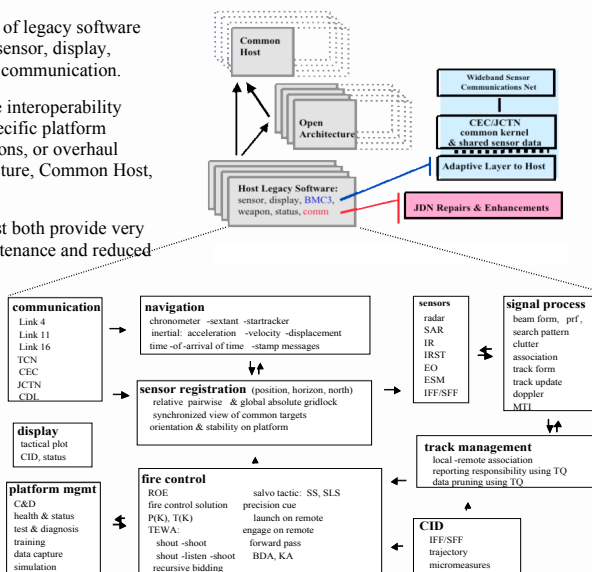 of legacy software
sensor, display,
communication.
e interoperability
ecific platform
ons, or overhaul
ture, Common Host,
st both provide very
tenance and reduced
Common
Host
Open
Architecture
Host Legacy Software:
sensor, display, BMC3,
weapon, status, comm
Wideband Sensor
Communications Net
CEC/JCTN
common kernel
& shared sensor data
Adaptive Layer to Host
JDN Repairs & Enhancements
communication
Link 4
Link 11
Link 16
TCN
CEC
JCTN
CDL
navigation
chronometer -sextant -startracker
inertial: acceleration -velocity -displacement
time -of-arrival of time -stamp messages
sensors
radar
SAR
IR
IRST
EO
ESM
IFF/SFF
signal process
beam form, prf ,
search pattern
clutter
association
track form
track update
doppler
MTI
sensor registration (position, horizon, north)
relative pairwise & global absolute gridlock
synchronized view of common targets
orientation & stability on platform
display
tactical plot
CID, status
track management
local -remote association
reporting responsibility using TQ
data pruning using TQ
platform mgmt
C&D
health & status
test & diagnosis
training
data capture
simulation
fire control
ROE salvo tactic: SS, SLS
fire control solution precision cue
P(K), T(K) launch on remote
TEWA: engage on remote
shout -shoot forward pass
shout -listen -shoot BDA, KA
recursive bidding
CID
IFF/SFF
trajectory
micromeasures